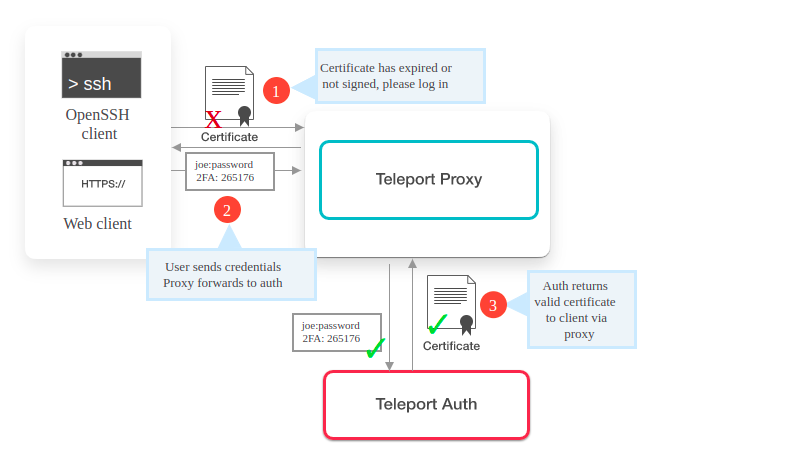 > ssh
OpenSSH
client
HTTPS://
Web client
X
Certificate
1
Certificate has expired or
not signed, please log in
joe:password
2FA: 265176
2
User sends credentials
Proxy forwards to auth
Teleport Proxy
joe:password
2FA: 265176
Certificate
3
Auth returns
valid certificate
to client via
proxy
Teleport Auth